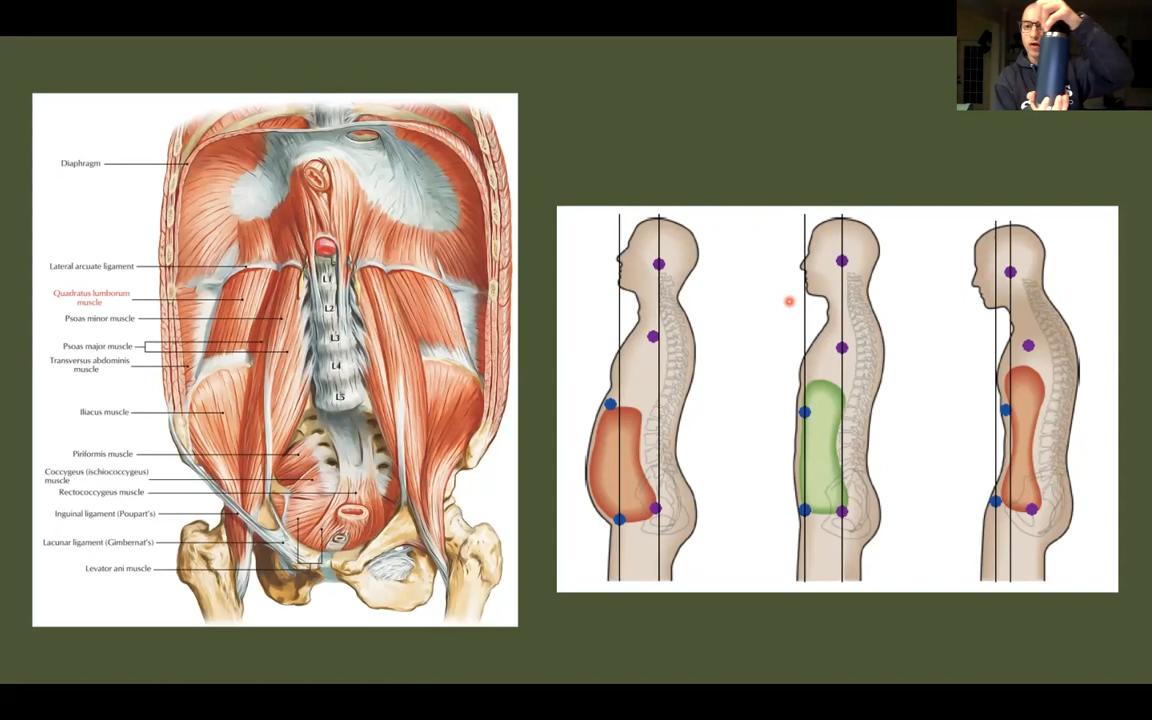 Diaphragm
Lateral arcuate ligament
Quadratus lumborum
muscle
Psoas minor muscle
Psoas major muscle
Transversus abdominis
muscle
Iliacus muscle
Piriformis muscle
Coccygeus (ischiococcygeus)
muscle
Rectococcygeus muscle
Inguinal ligament (Poupart's)
Lacunar ligament (Gimbernat's)
Levator ani muscle
L1
L2
L3
L4
L5